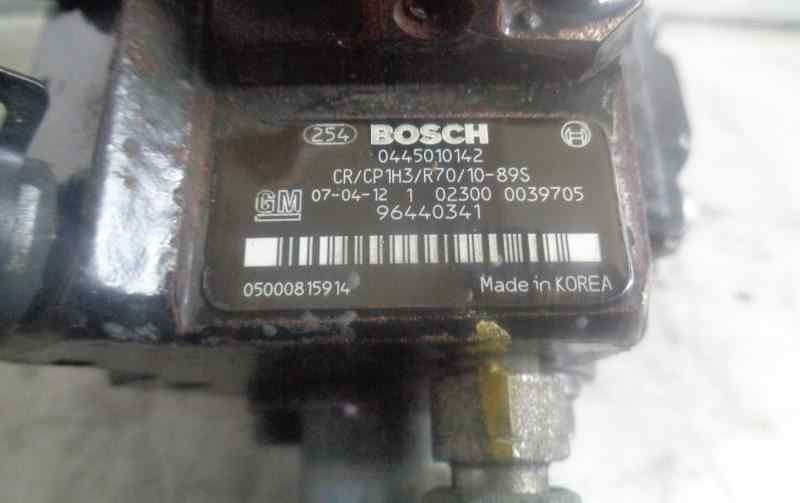 254 BOSCH
0445010142
CR/CP1H3/R70/10-89S
GM 07-04-12 1 02300 0039705
96440341
05000815914 Made in KOREA